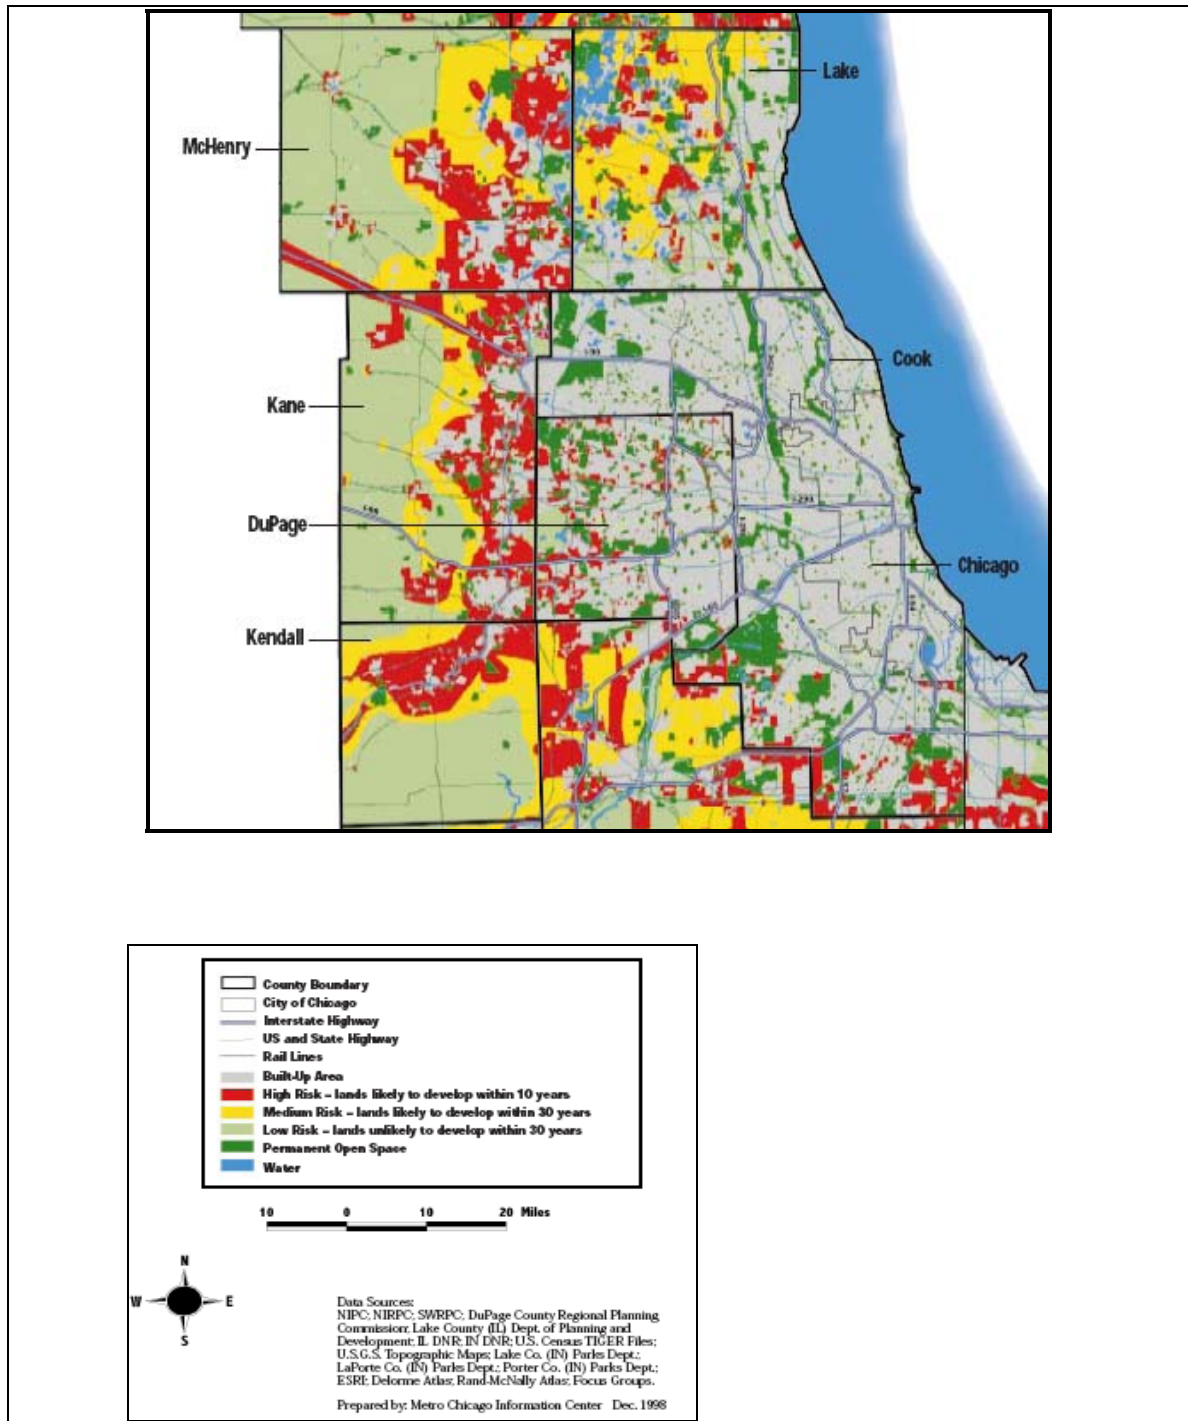 Lake
McHenry
Cook
Kane
DuPage
Chicago
Kendall
I-90
County Boundary
City of Chicago
Interstate Highway
US and State Highway
Rail Lines
Built-Up Area
High Risk – lands likely to develop within 10 years
Medium Risk – lands likely to develop within 30 years
Low Risk – lands unlikely to develop within 30 years
Permanent Open Space
Water
10 0 10 20 Miles
N
W E
S
Data Sources:
NIPC; NIRPC; SWRPC; DuPage County Regional Planning
Commission; Lake County (IL) Dept. of Planning and
Development; IL DNR; IN DNR; U.S. Census TIGER Files;
U.S.G.S. Topographic Maps; Lake Co. (IN) Parks Dept.;
LaPorte Co. (IN) Parks Dept.; Porter Co. (IN) Parks Dept.;
ESRI; Delorme Atlas; Rand-McNally Atlas; Focus Groups.
Prepared by: Metro Chicago Information Center Dec. 1998